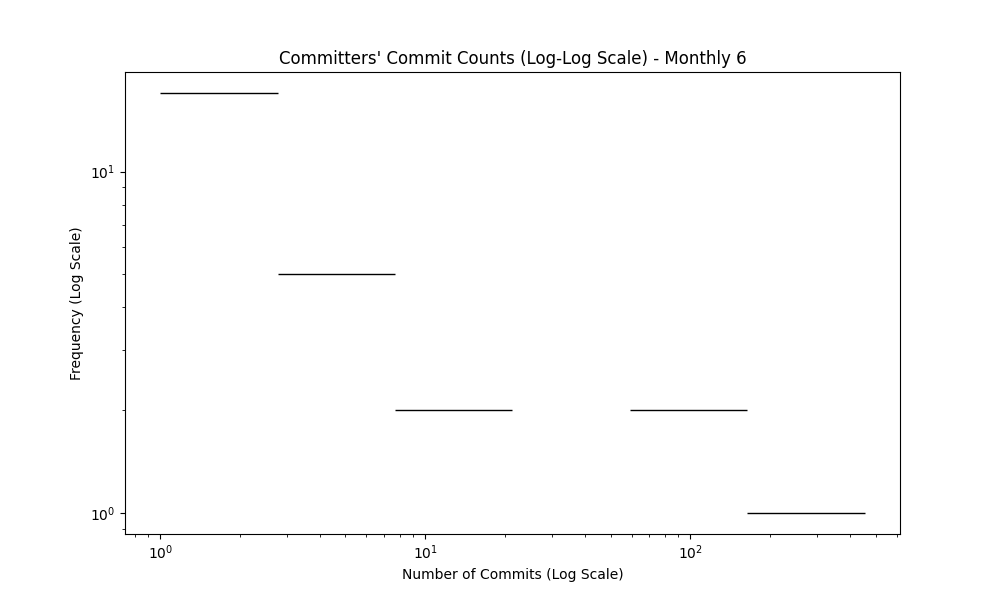 Committers' Commit Counts (Log-Log Scale) - Monthly 6
Frequency (Log Scale)
10¹
10⁰
10⁰ 10¹ 10²
Number of Commits (Log Scale)